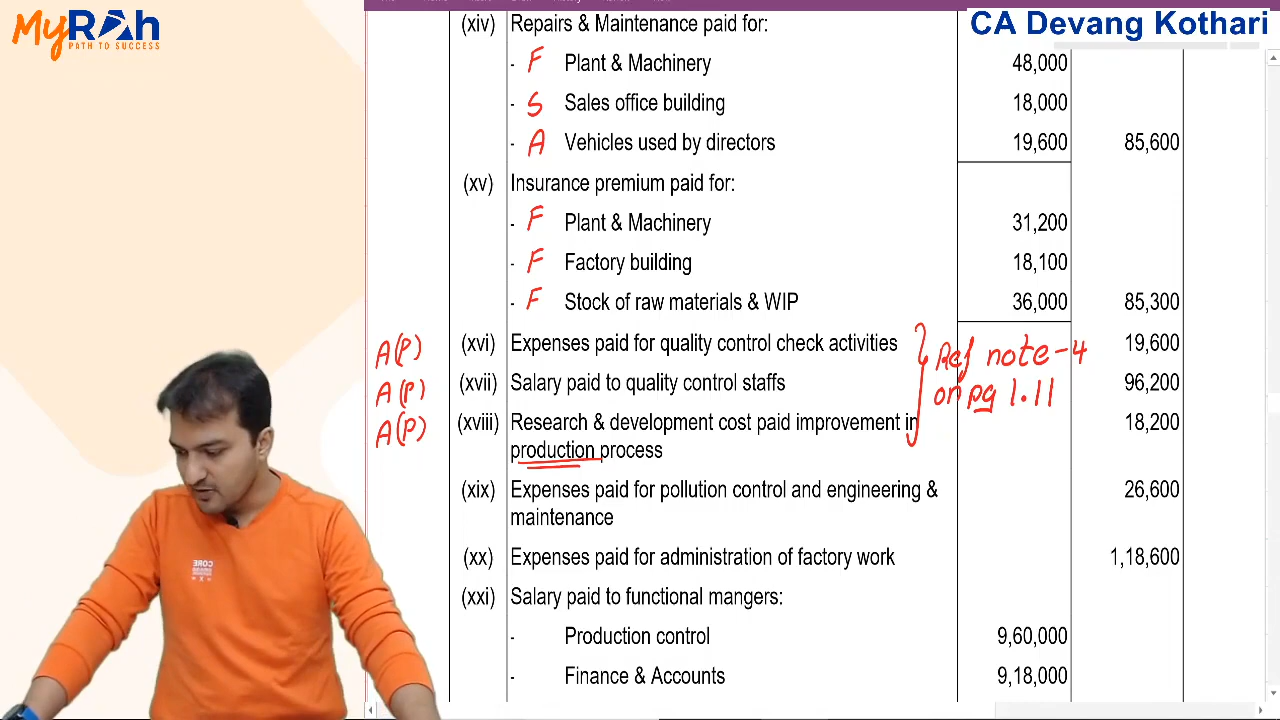 MyRAh
PATH TO SUCCESS
CA Devang Kothari
(xiv) Repairs & Maintenance paid for:
- F Plant & Machinery 48,000
- S Sales office building 18,000
- A Vehicles used by directors 19,600 85,600
(xv) Insurance premium paid for:
- F Plant & Machinery 31,200
- F Factory building 18,100
- F Stock of raw materials & WIP 36,000 85,300
A(P) (xvi) Expenses paid for quality control check activities 19,600
Ref note-4
A(P) (xvii) Salary paid to quality control staffs 96,200
on pg 1.11
A(P) (xviii) Research & development cost paid improvement in 18,200
production process
(xix) Expenses paid for pollution control and engineering & 26,600
maintenance
(xx) Expenses paid for administration of factory work 1,18,600
(xxi) Salary paid to functional mangers:
- Production control 9,60,000
- Finance & Accounts 9,18,000